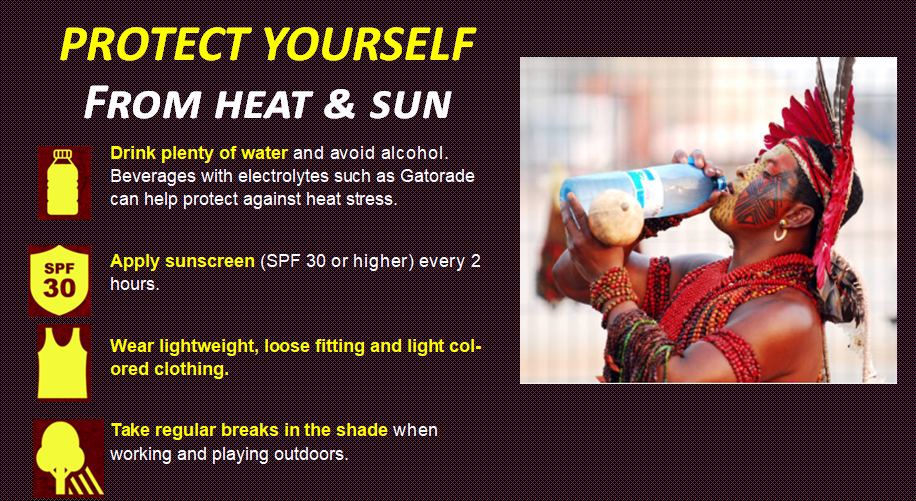 PROTECT YOURSELF
FROM HEAT & SUN
Drink plenty of water and avoid alcohol.
Beverages with electrolytes such as Gatorade
can help protect against heat stress.
SPF
30
Apply sunscreen (SPF 30 or higher) every 2
hours.
Wear lightweight, loose fitting and light col-
ored clothing.
Take regular breaks in the shade when
working and playing outdoors.